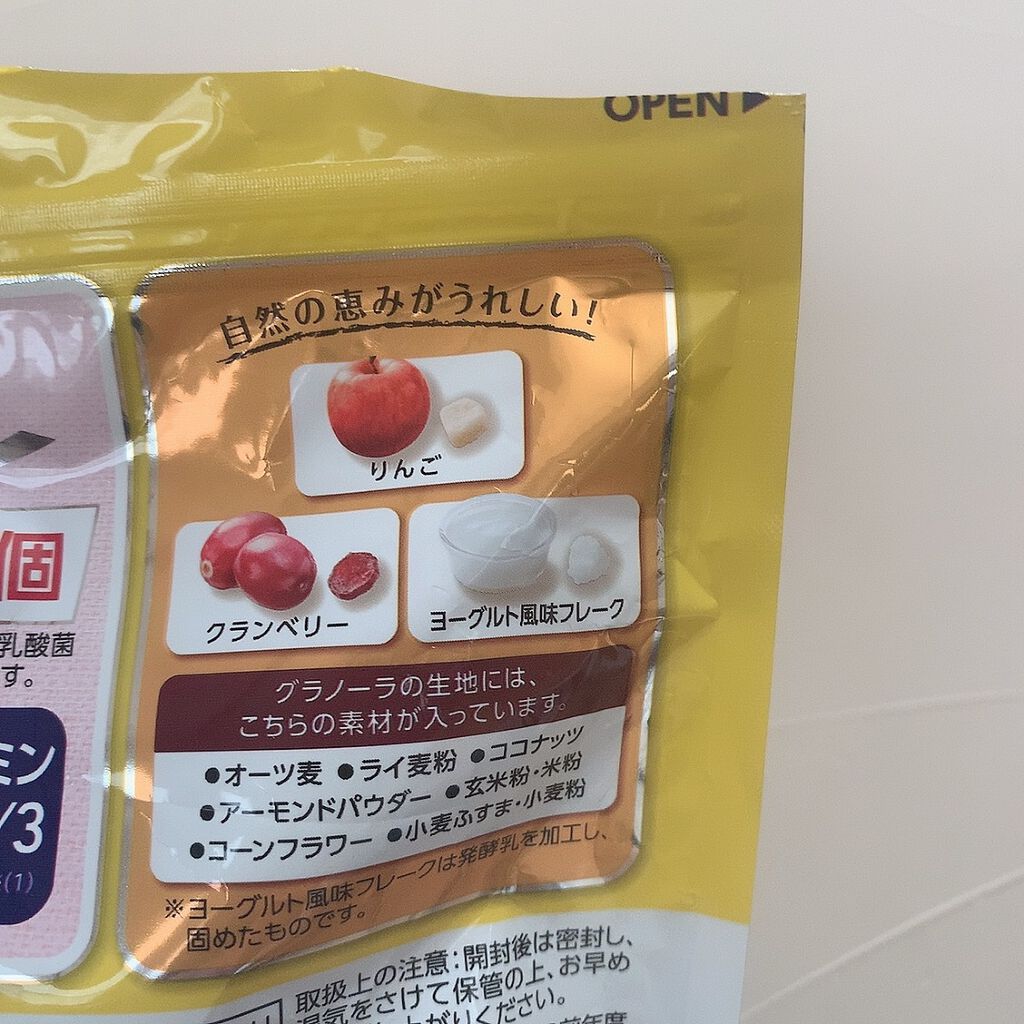 OPEN
自然の恵みがうれしい!
りんご
クランベリー
ヨーグルト風味フレーク
グラノーラの生地には、
こちらの素材が入っています。
●オーツ麦 ●ライ麦粉 ●ココナッツ
●アーモンドパウダー ●玄米粉・米粉
●コーンフラワー ●小麦ふすま・小麦粉
※ヨーグルト風味フレークは発酵乳を加工し、
固めたものです。
個
乳酸菌
す。
ミン
/3
(1)
取扱上の注意:開封後は密封し、
湿気をさけて保管の上、お早め
上がりください。